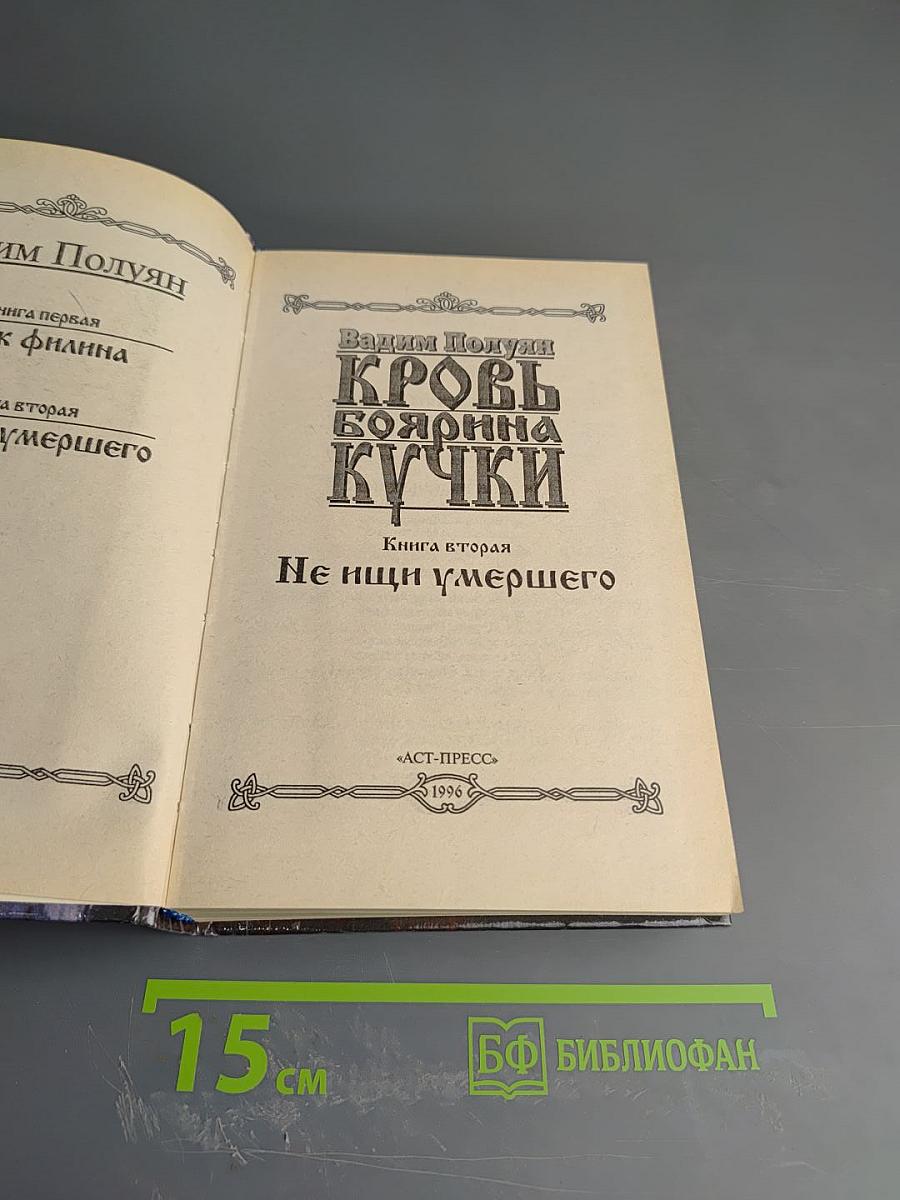 им Полуян
нига первая
к филина
а вторая
умершего
Вадим Полуян
КРОВЬ
БОЯРИНА
КУЧКИ
Книга вторая
Не ищи умершего
«АСТ-ПРЕСС»
1996
15 см
БФ БИБЛИОФАН